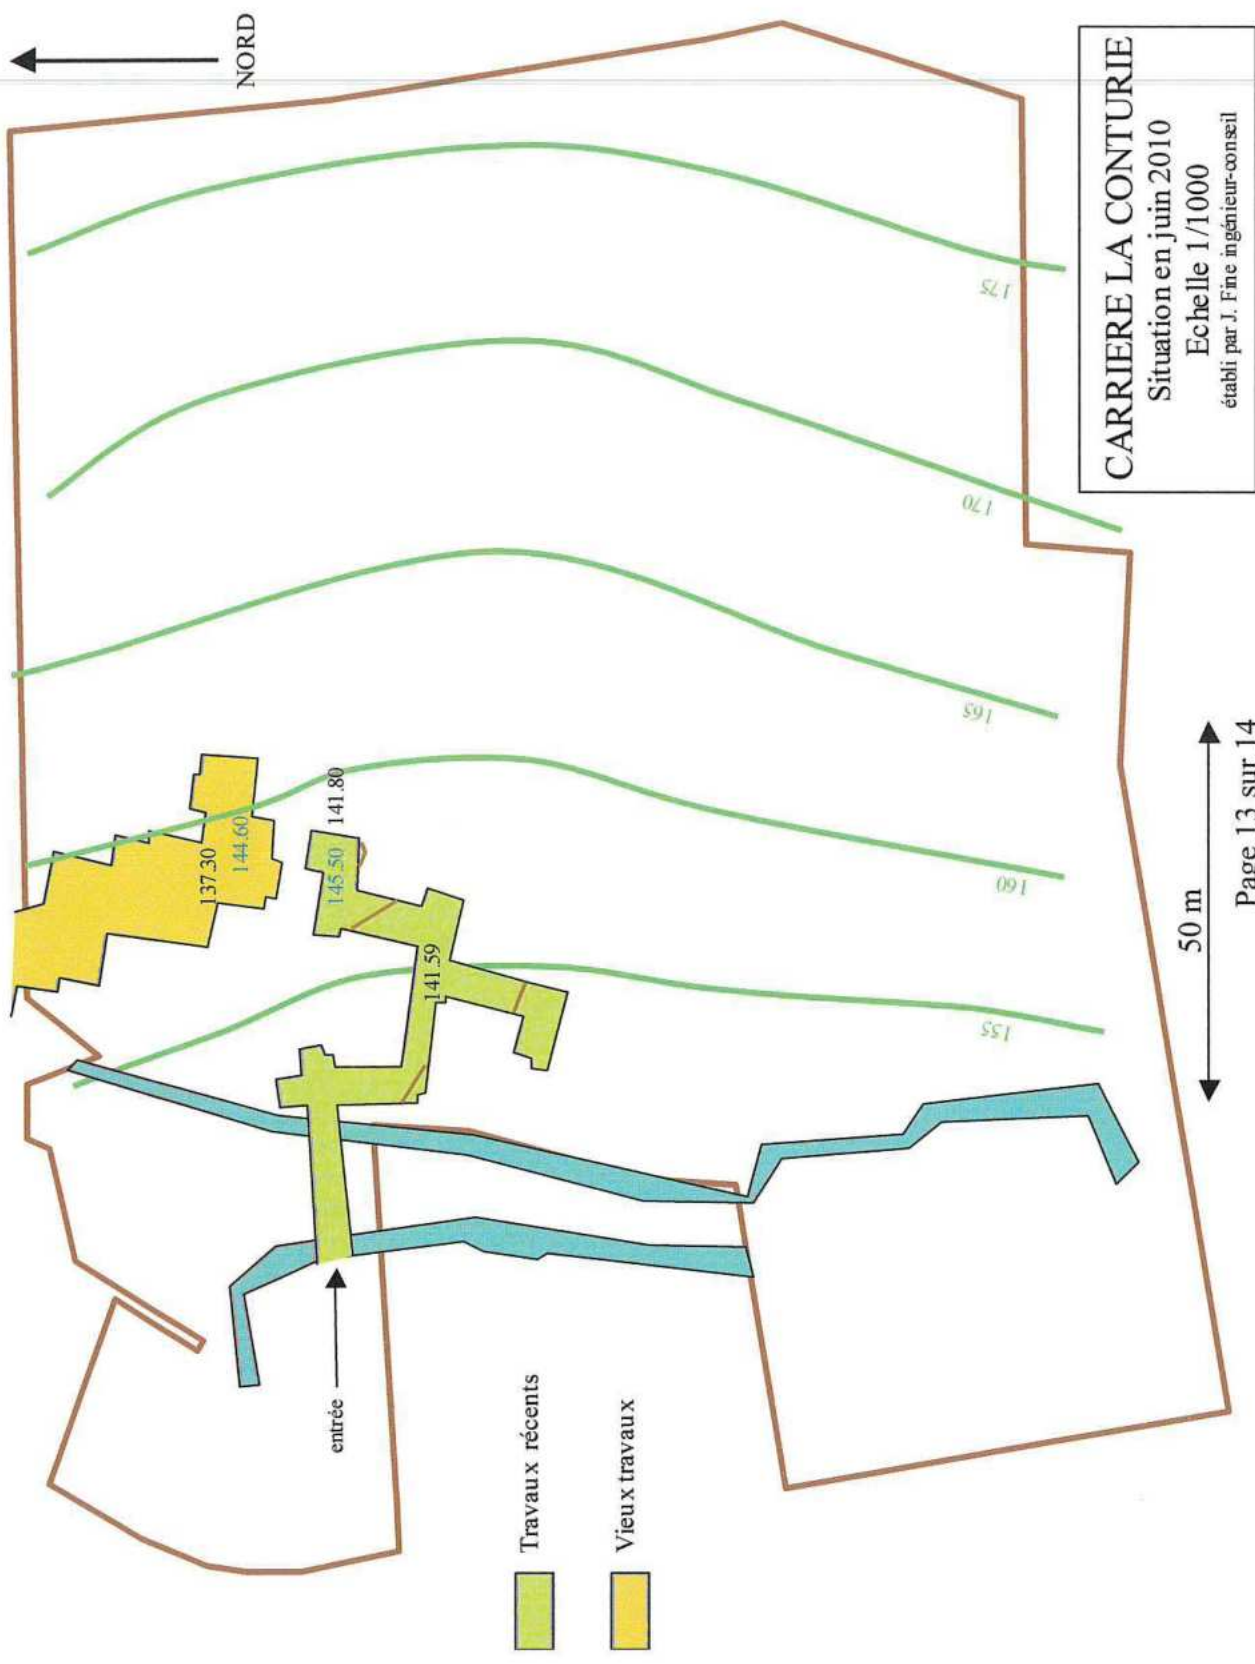 NORD
CARRIERE LA CONTURIE
Situation en juin 2010
Echelle 1/1000
établi par J. Fine ingénieur-conseil
137.30
144.60
145.50
141.80
141.59
entrée
155
160
165
170
175
Travaux récents
Vieux travaux
50 m
Page 13 sur 14